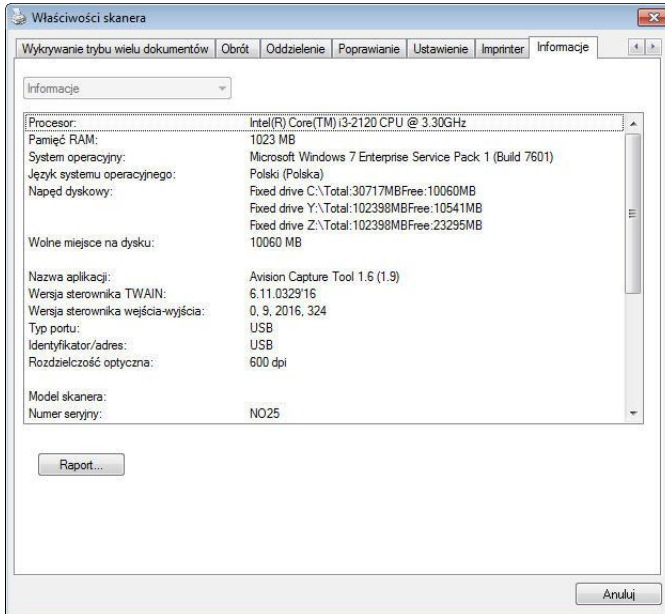 Właściwości skanera
Wykrywanie trybu wielu dokumentów Obrót Oddzielenie Poprawianie Ustawienie Imprinter Informacje
Informacje
Procesor: Intel(R) Core(TM) i3-2120 CPU @ 3.30GHz
Pamięć RAM: 1023 MB
System operacyjny: Microsoft Windows 7 Enterprise Service Pack 1 (Build 7601)
Język systemu operacyjnego: Polski (Polska)
Napęd dyskowy: Fixed drive C:\Total:30717MBFree:10060MB
Fixed drive Y:\Total:102398MBFree:10541MB
Fixed drive Z:\Total:102398MBFree:23295MB
Wolne miejsce na dysku: 10060 MB
Nazwa aplikacji: Avision Capture Tool 1.6 (1.9)
Wersja sterownika TWAIN: 6.11.0329'16
Wersja sterownika wejścia-wyjścia: 0, 9, 2016, 324
Typ portu: USB
Identyfikator/adres: USB
Rozdzielczość optyczna: 600 dpi
Model skanera:
Numer seryjny: NO25
Raport...
Anuluj